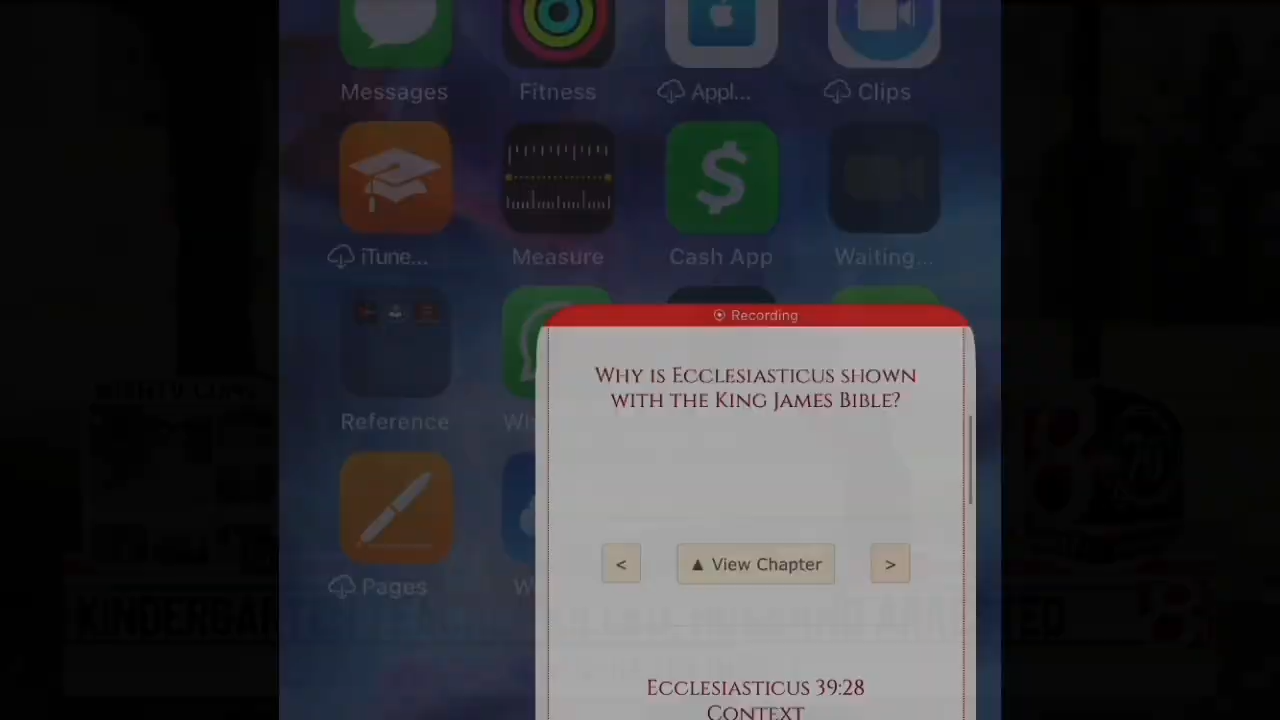 Messages
Fitness
Appl...
Clips
iTune...
Measure
Cash App
Waiting...
Recording
Why is Ecclesiasticus shown
with the King James Bible?
Reference
<
▲ View Chapter
>
Pages
Ecclesiasticus 39:28
Context